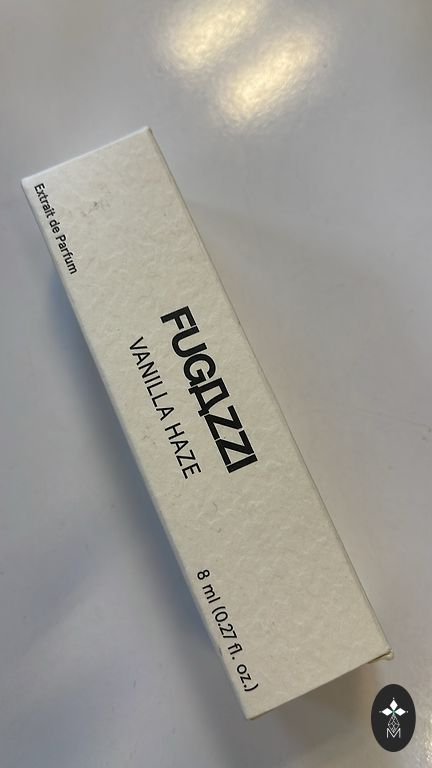 Extrait de Parfum
FUGAZZI
VANILLA HAZE
8 ml (0.27 fl. oz.)
M